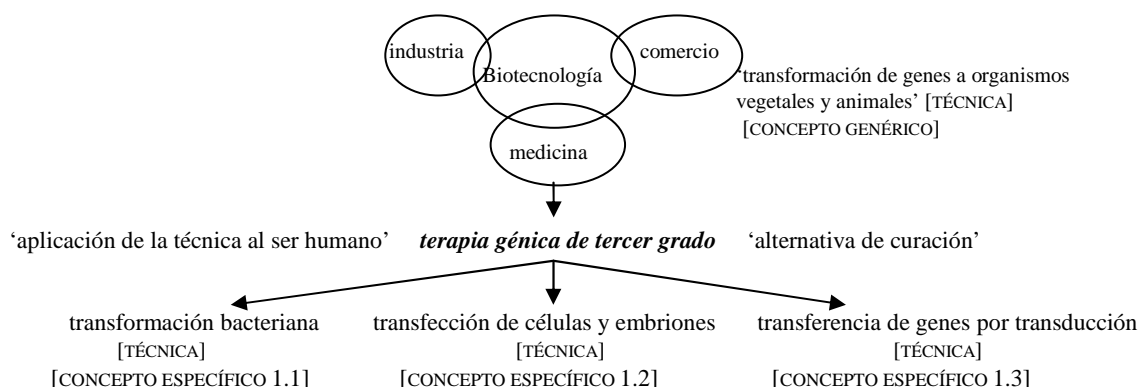 industria
Biotecnología
comercio
‘transformación de genes a organismos
vegetales y animales’ [TÉCNICA]
[CONCEPTO GENÉRICO]
medicina
‘aplicación de la técnica al ser humano’ terapia génica de tercer grado ‘alternativa de curación’
transformación bacteriana transfección de células y embriones transferencia de genes por transducción
[TÉCNICA] [TÉCNICA] [TÉCNICA]
[CONCEPTO ESPECÍFICO 1.1] [CONCEPTO ESPECÍFICO 1.2] [CONCEPTO ESPECÍFICO 1.3]